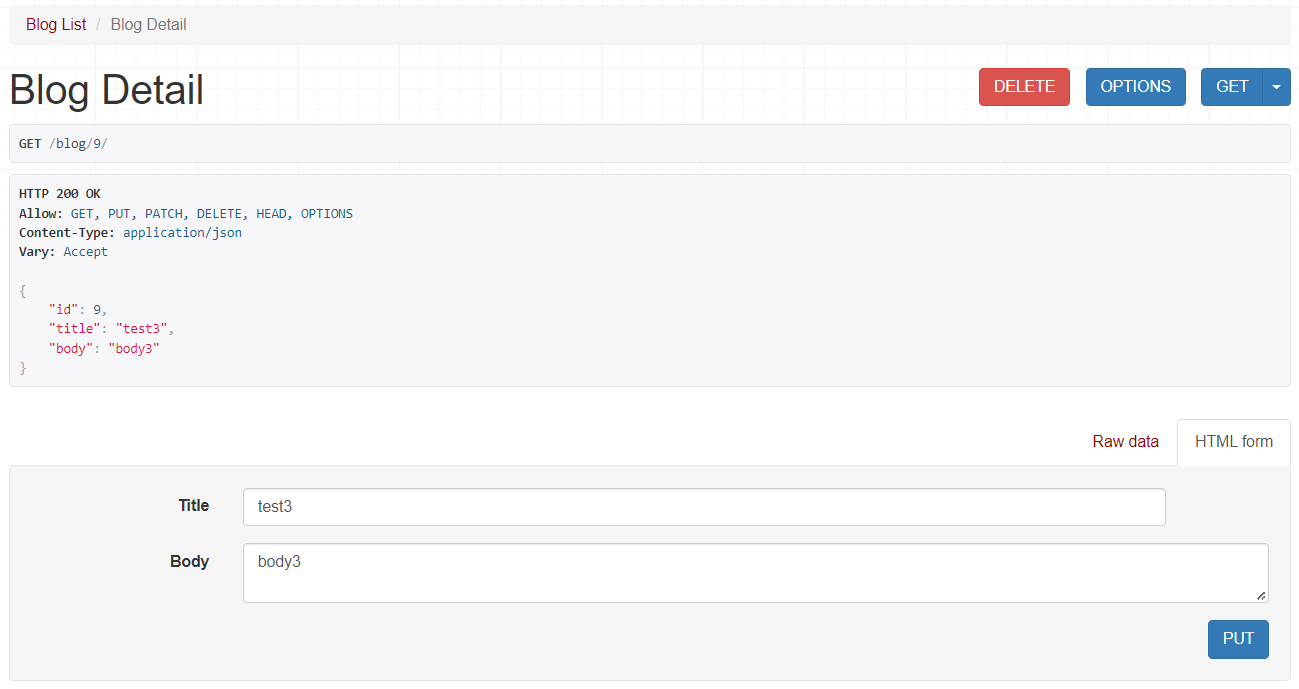 Blog List / Blog Detail
Blog Detail
DELETE
OPTIONS
GET
GET /blog/9/
HTTP 200 OK
Allow: GET, PUT, PATCH, DELETE, HEAD, OPTIONS
Content-Type: application/json
Vary: Accept
{
    "id": 9,
    "title": "test3",
    "body": "body3"
}
Raw data
HTML form
Title
test3
Body
body3
PUT